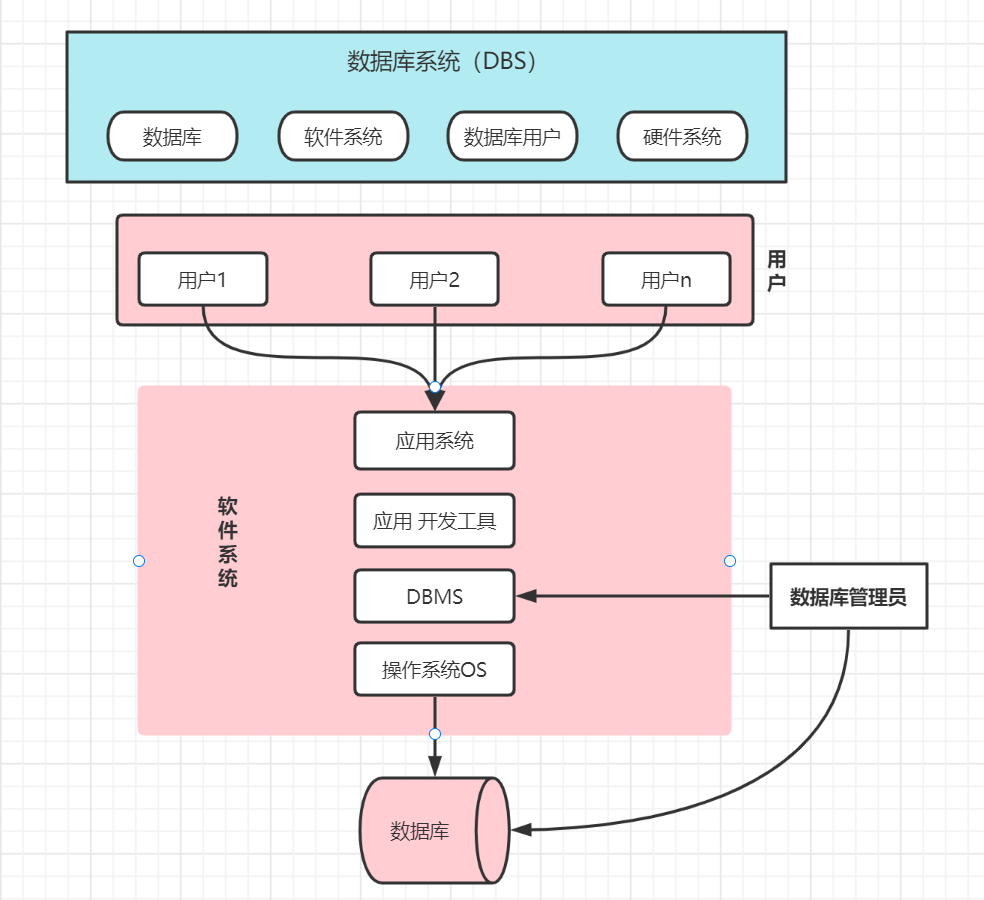 数据库系统（DBS）
数据库
软件系统
数据库用户
硬件系统
用户1
用户2
用户n
用户
应用系统
软件系统
应用 开发工具
DBMS
数据库管理员
操作系统OS
数据库